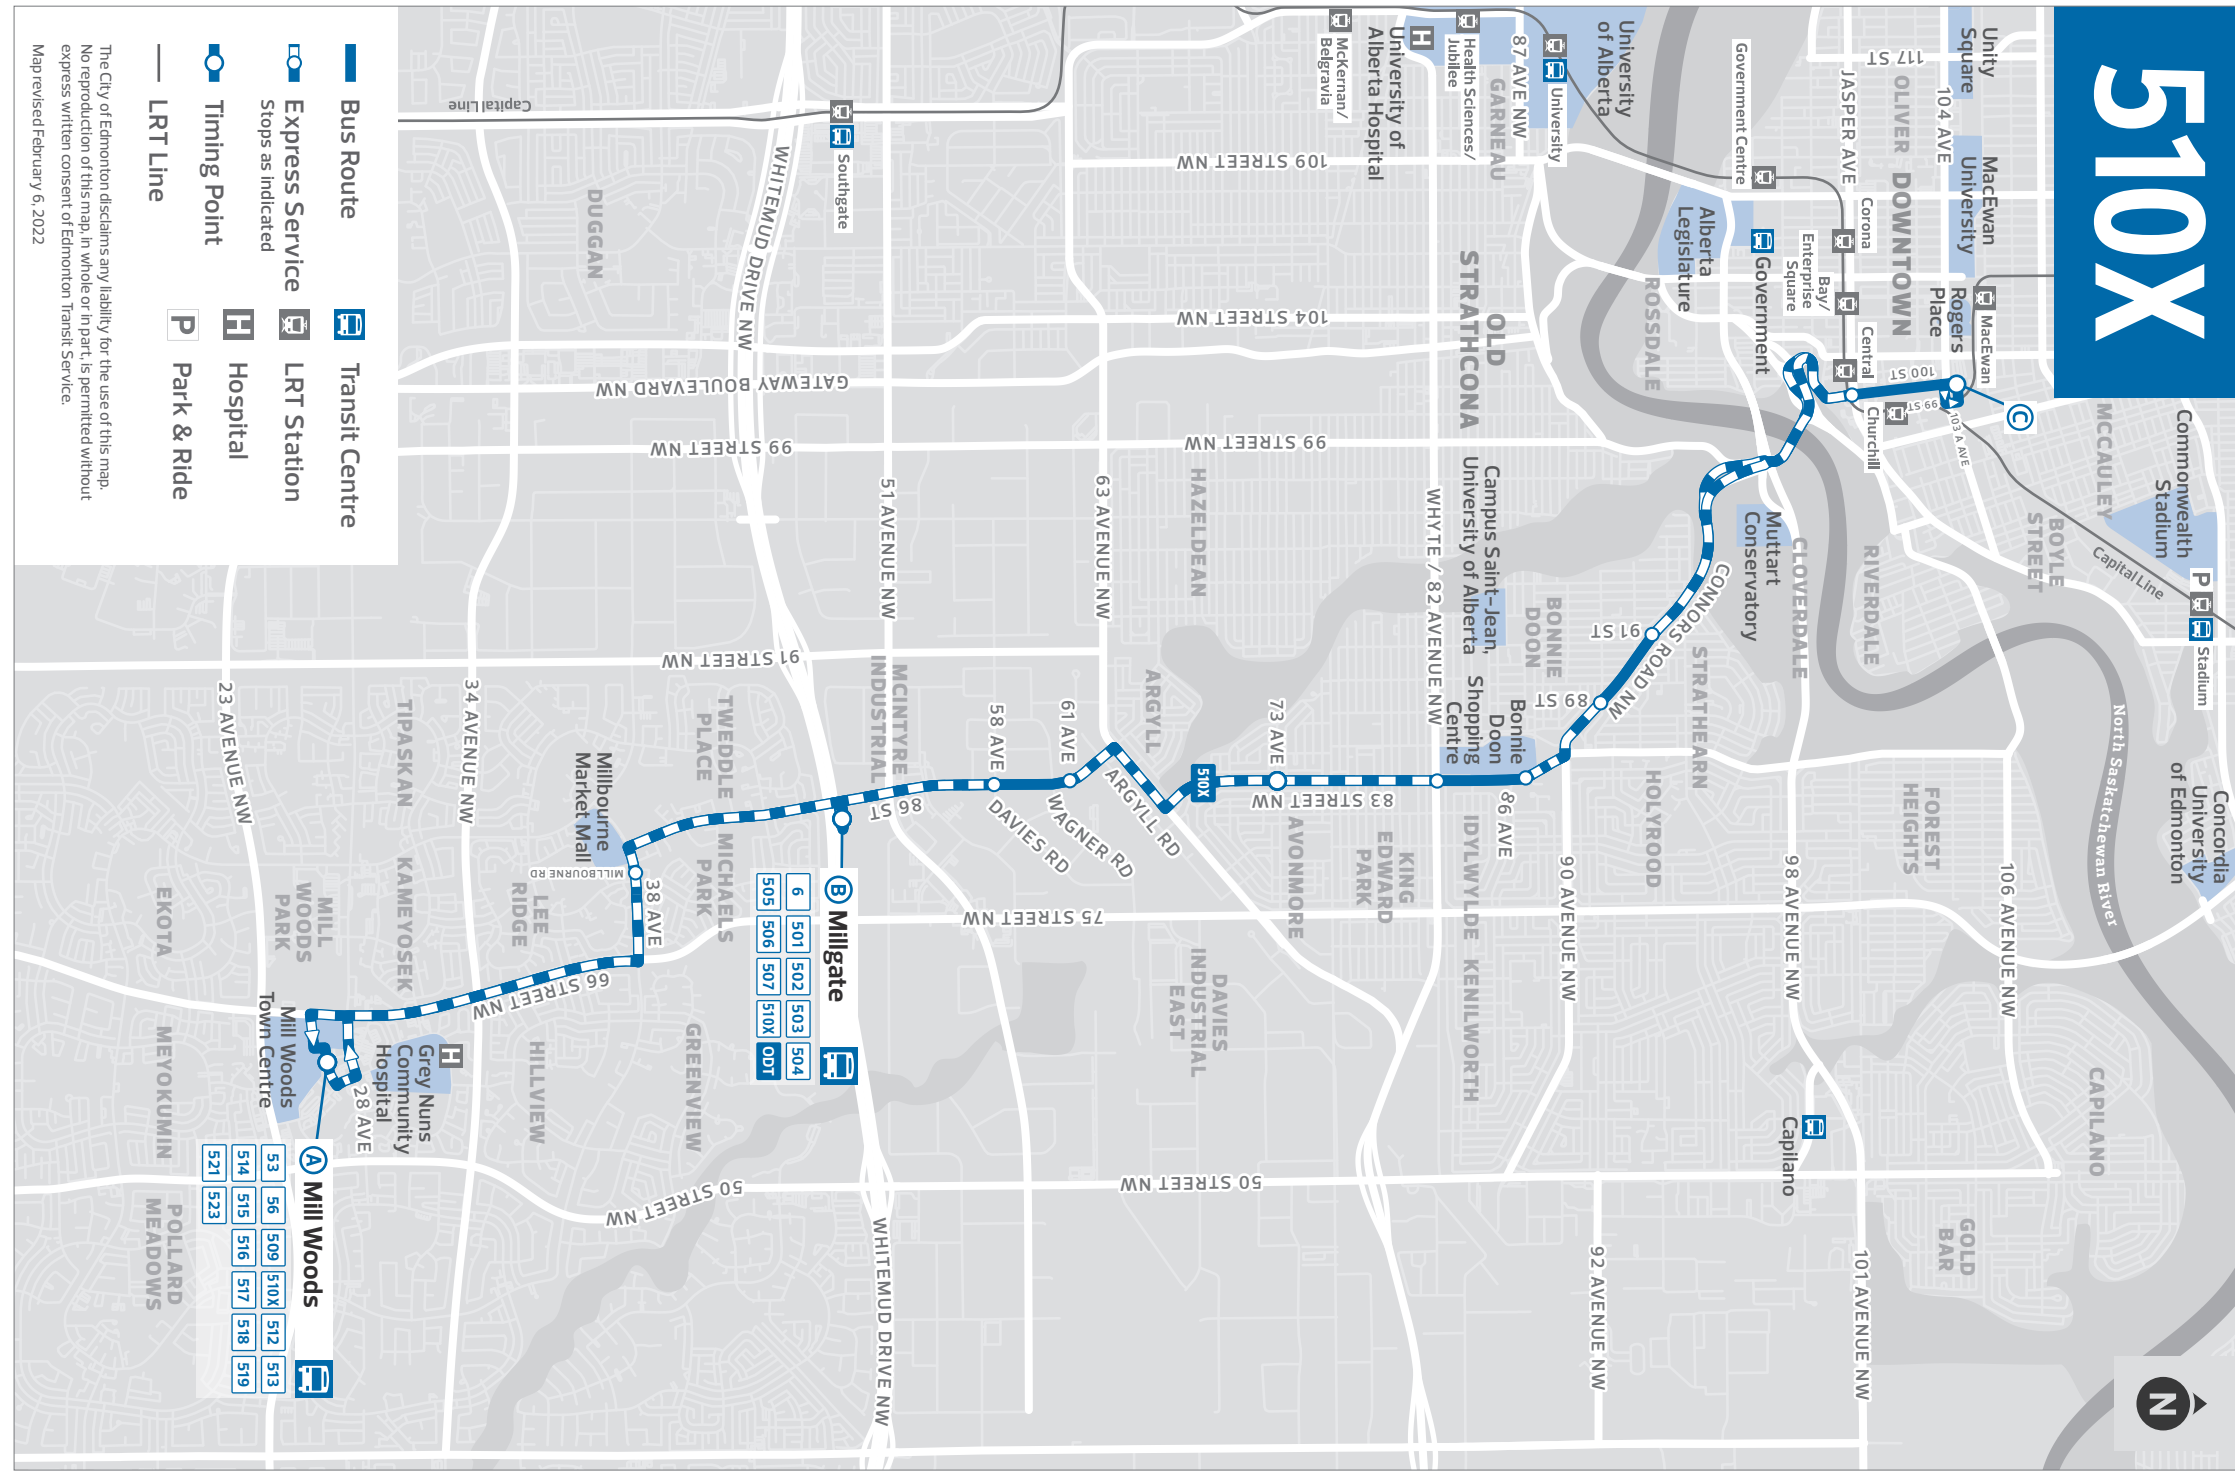 510X
Bus Route
Express Service
Stops as indicated
Timing Point
LRT Line
Transit Centre
LRT Station
H
Hospital
P
Park & Ride
The City of Edmonton disclaims any liability for the use of this map.
No reproduction of this map, in whole or in part, is permitted without
express written consent of Edmonton Transit Service.
Map revised February 6, 2022
Unity
Square
117 ST
104 AVE
JASPER AVE
OLIVER
DOWNTOWN
MacEwan
University
Rogers
Place
MacEwan
Corona
Bay/
Enterprise
Square
Central
Churchill
Government Centre
Government
Alberta
Legislature
ROSSDALE
100 ST
99 ST
103 A AVE
C
MCCAULEY
BOYLE
STREET
Commonwealth
Stadium
P
Stadium
Capital Line
RIVERDALE
CLOVERDALE
Muttart
Conservatory
North Saskatchewan River
Concordia
University
of Edmonton
University
of Alberta
University
87 AVE NW
GARNEAU
Health Sciences/
Jubilee
H
University of
Alberta Hospital
McKernan/
Belgravia
109 STREET NW
OLD
STRATHCONA
104 STREET NW
99 STREET NW
WHYTE / 82 AVENUE NW
Campus Saint-Jean,
University of Alberta
BONNIE
DOON
Bonnie
Doon
Shopping
Centre
91 ST
89 ST
CONNORS ROAD NW
STRATHEARN
HOLYROOD
FOREST
HEIGHTS
86 AVE
90 AVENUE NW
98 AVENUE NW
106 AVENUE NW
IDYLWYLDE
KENILWORTH
KING
EDWARD
PARK
AVONMORE
83 STREET NW
73 AVE
510X
ARGYLL
ARGYLL RD
HAZELDEAN
63 AVENUE NW
61 AVE
WAGNER RD
58 AVE
DAVIES RD
DAVIES
INDUSTRIAL
EAST
75 STREET NW
50 STREET NW
CAPILANO
Capilano
GOLD
BAR
92 AVENUE NW
101 AVENUE NW
Capital Line
Southgate
WHITEMUD DRIVE NW
DUGGAN
GATEWAY BOULEVARD NW
99 STREET NW
51 AVENUE NW
91 STREET NW
MCINTYRE
INDUSTRIAL
86 ST
TWEDDLE
PLACE
MICHAELS
PARK
B Millgate
6
501
502
503
504
505
506
507
510X
ODT
Millbourne
Market Mall
MILLBOURNE RD
38 AVE
LEE
RIDGE
34 AVENUE NW
TIPASKAN
KAMEYOSEK
23 AVENUE NW
EKOTA
MILL
WOODS
PARK
66 STREET NW
GREENVIEW
HILLVIEW
H
Grey Nuns
Community
Hospital
28 AVE
Mill Woods
Town Centre
MEYOKUMIN
POLLARD
MEADOWS
50 STREET NW
WHITEMUD DRIVE NW
A Mill Woods
53
56
509
510X
512
513
514
515
516
517
518
519
521
523
N